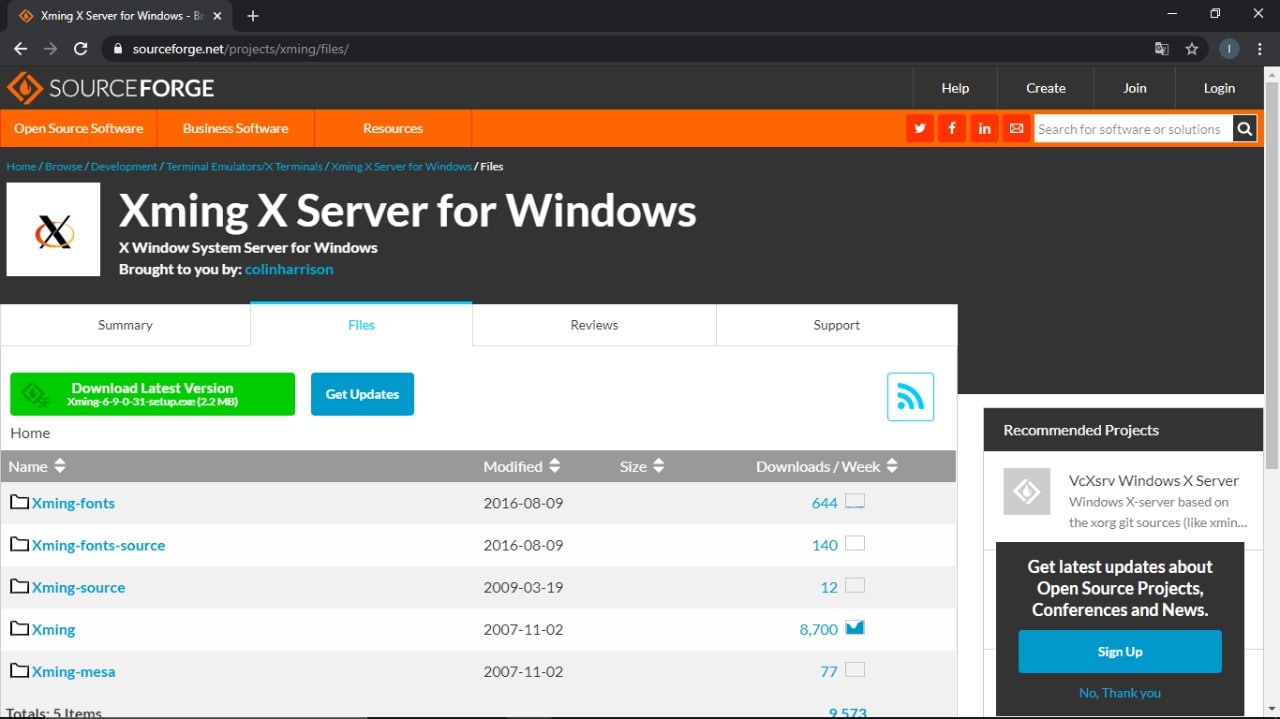 Xming X Server for Windows - Br
sourceforge.net/projects/xming/files/
I
SOURCEFORGE
Help
Create
Join
Login
Open Source Software
Business Software
Resources
Search for software or solutions
Home / Browse / Development / Terminal Emulators/X Terminals / Xming X Server for Windows / Files
Xming X Server for Windows
X Window System Server for Windows
Brought to you by: colinharrison
Summary
Files
Reviews
Support
Download Latest Version
Xming-6-9-0-31-setup.exe (2.2 MB)
Get Updates
Home
Name Modified Size Downloads / Week
Xming-fonts 2016-08-09 644
Xming-fonts-source 2016-08-09 140
Xming-source 2009-03-19 12
Xming 2007-11-02 8,700
Xming-mesa 2007-11-02 77
Totals: 5 Items 9,573
Recommended Projects
VcXsrv Windows X Server
Windows X-server based on
the xorg git sources (like xmin...
Get latest updates about
Open Source Projects,
Conferences and News.
Sign Up
No, Thank you